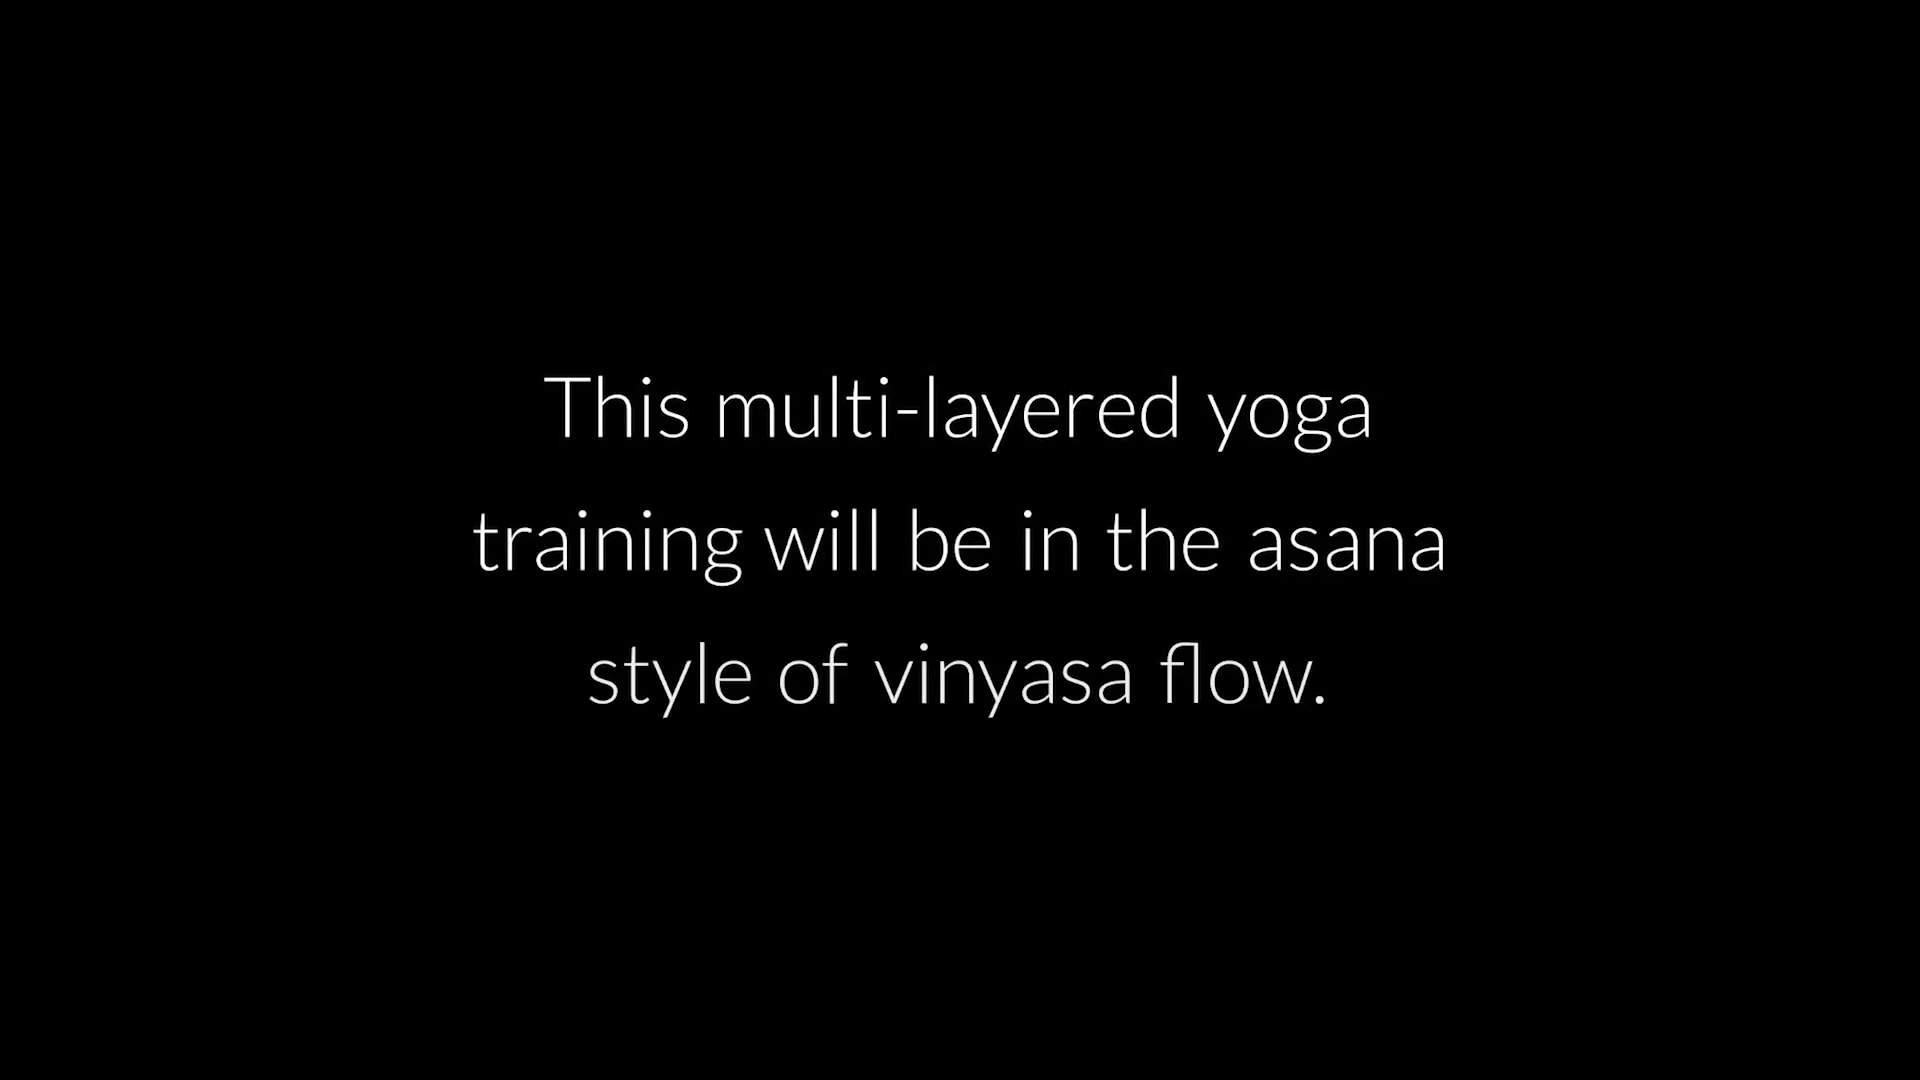 This multi-layered yoga
training will be in the asana
style of vinyasa flow.